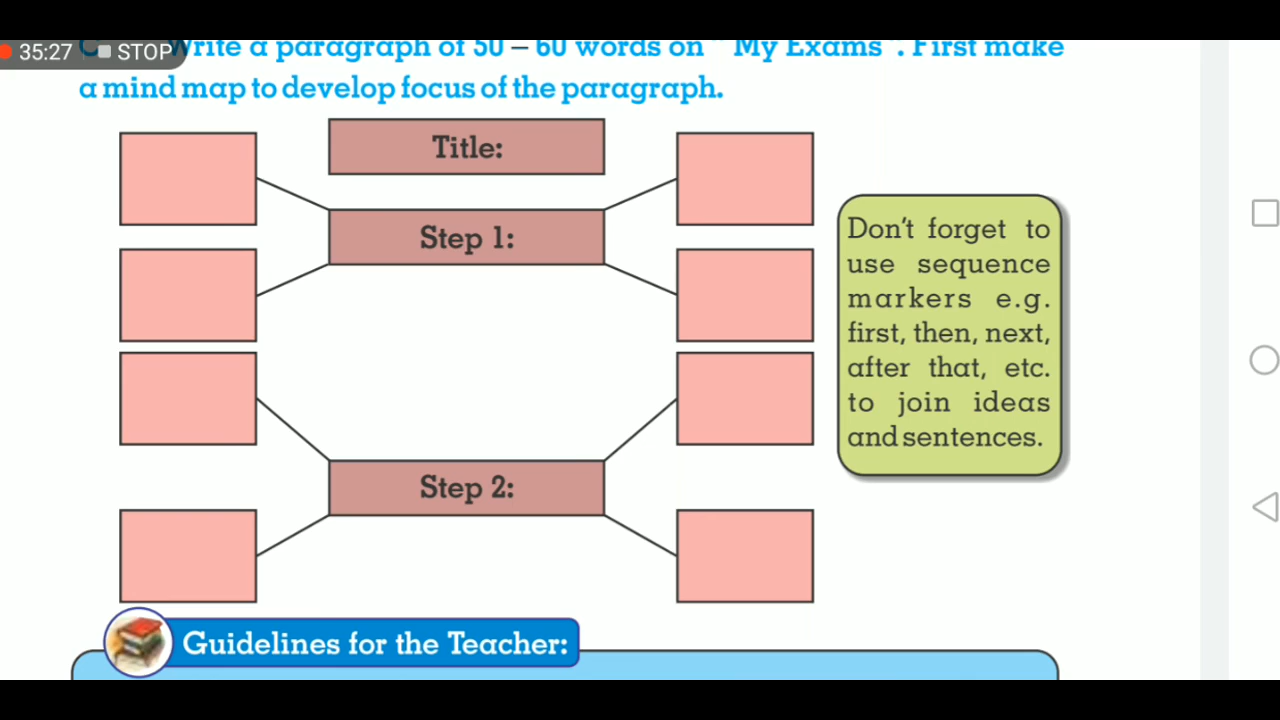 35:27 STOP
Write a paragraph of 50 – 60 words on " My Exams ". First make
a mind map to develop focus of the paragraph.
Title:
Step 1:
Step 2:
Don't forget to
use sequence
markers e.g.
first, then, next,
after that, etc.
to join ideas
and sentences.
Guidelines for the Teacher: